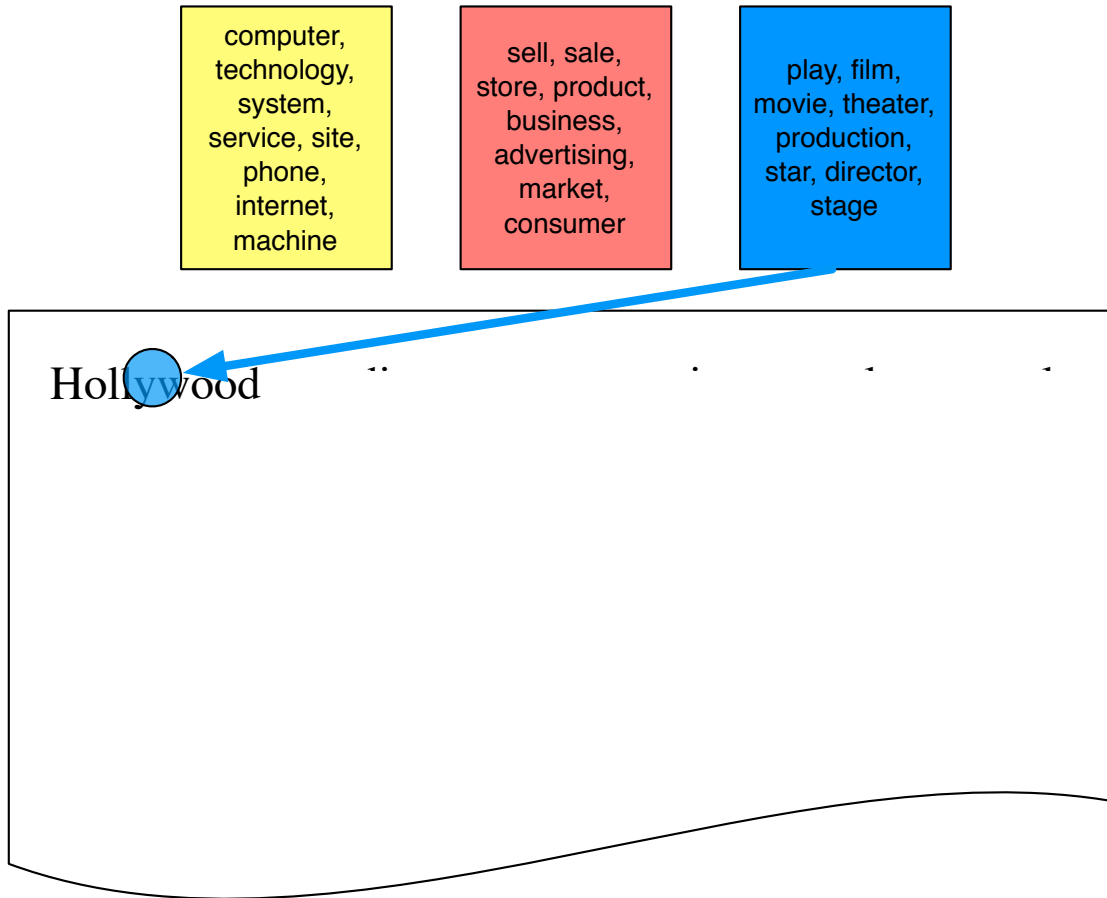 computer,
technology,
system,
service, site,
phone,
internet,
machine
sell, sale,
store, product,
business,
advertising,
market,
consumer
play, film,
movie, theater,
production,
star, director,
stage
Hollywood